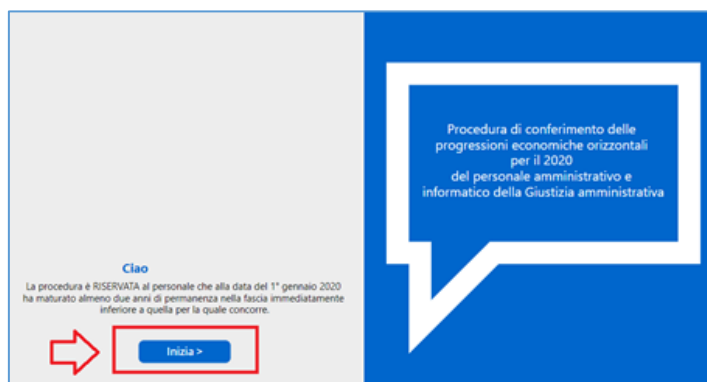 Ciao
La procedura è RISERVATA al personale che alla data del 1° gennaio 2020
ha maturato almeno due anni di permanenza nella fascia immediatamente
inferiore a quella per la quale concorre.
Inizia >
Procedura di conferimento delle
progressioni economiche orizzontali
per il 2020
del personale amministrativo e
informatico della Giustizia amministrativa